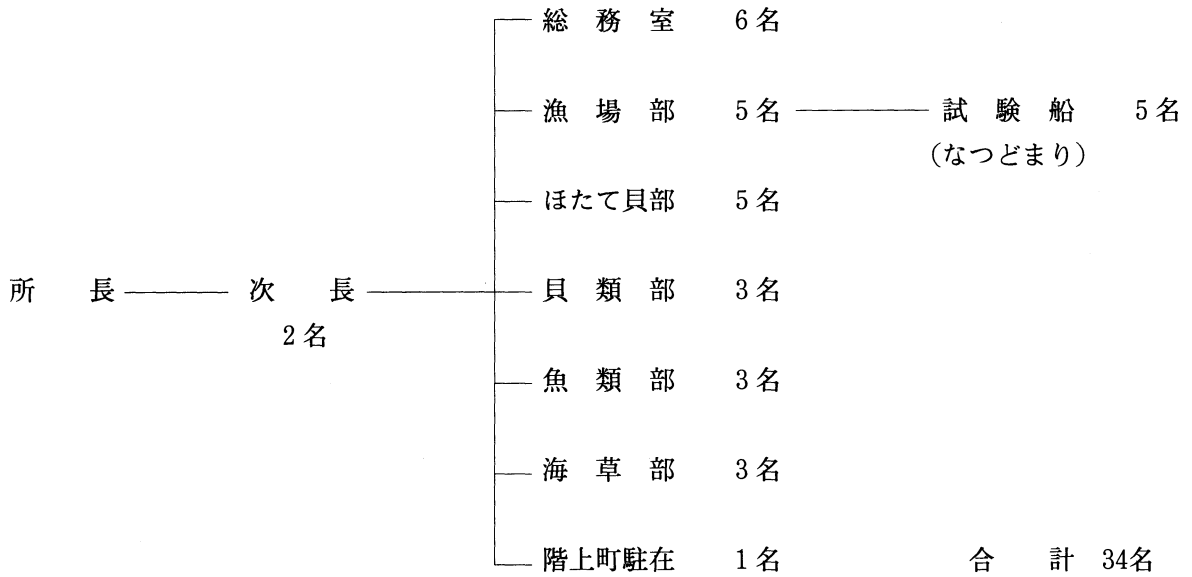 総務室 6名
漁場部 5名 試験船 5名
(なつどまり)
ほたて貝部 5名
所長 次長 貝類部 3名
2名
魚類部 3名
海草部 3名
階上町駐在 1名 合計 34名